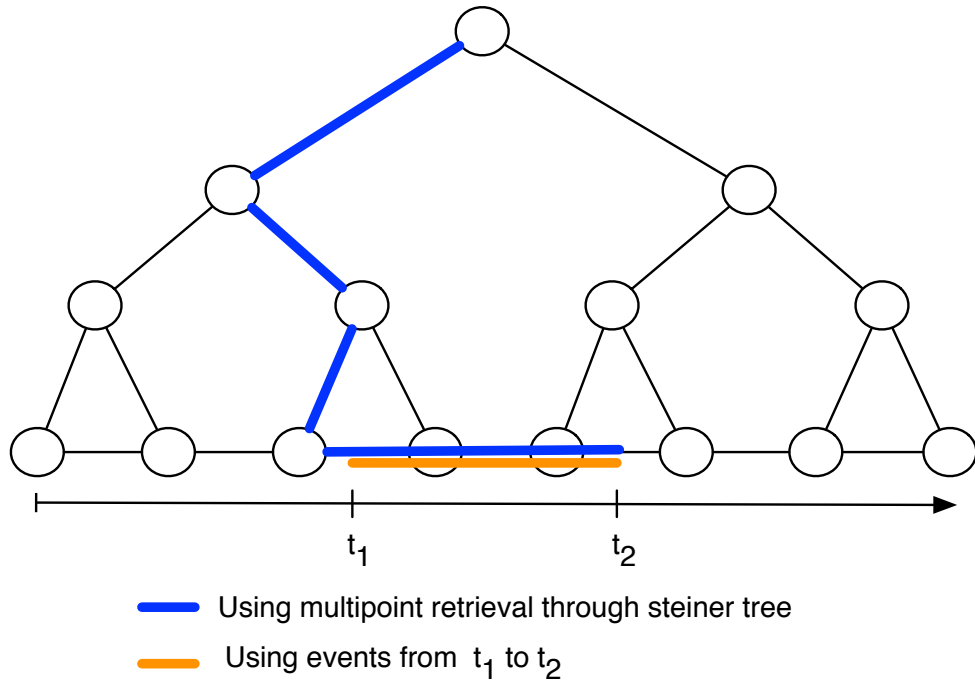 t1 t2
Using multipoint retrieval through steiner tree
Using events from t1 to t2